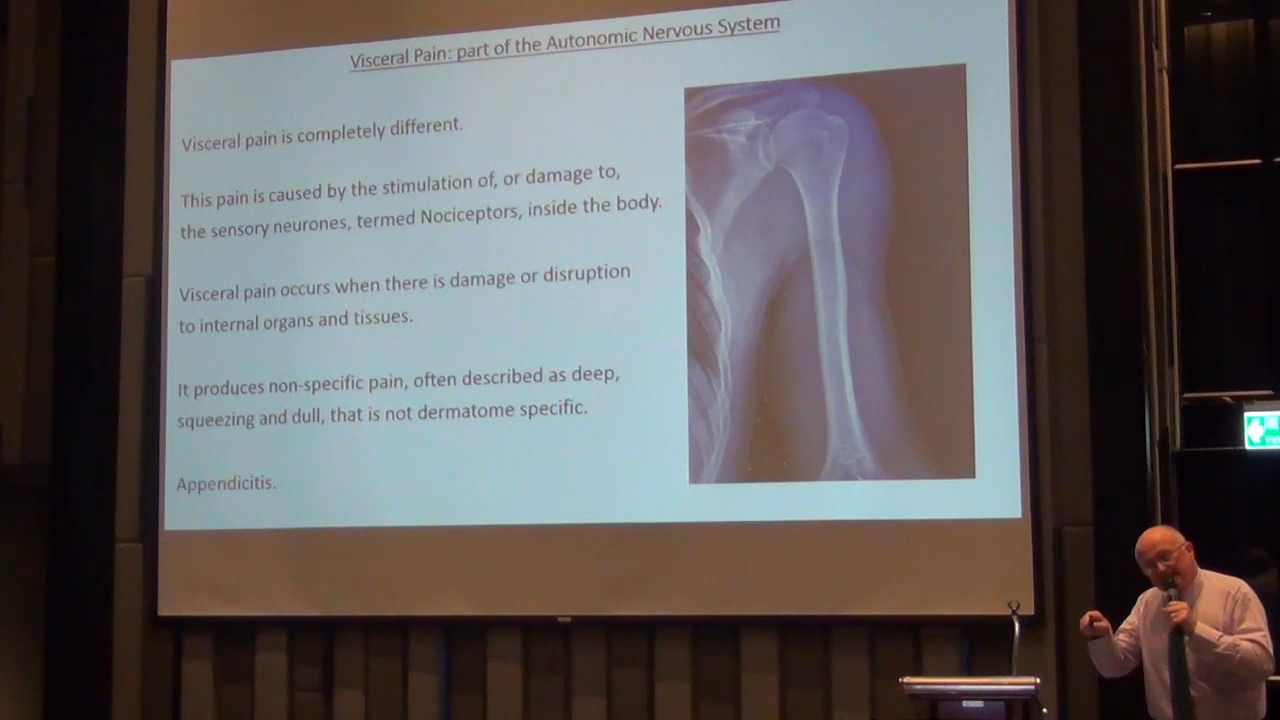 Visceral Pain: part of the Autonomic Nervous System
Visceral pain is completely different.
This pain is caused by the stimulation of, or damage to,
the sensory neurones, termed Nociceptors, inside the body.
Visceral pain occurs when there is damage or disruption
to internal organs and tissues.
It produces non-specific pain, often described as deep,
squeezing and dull, that is not dermatome specific.
Appendicitis.